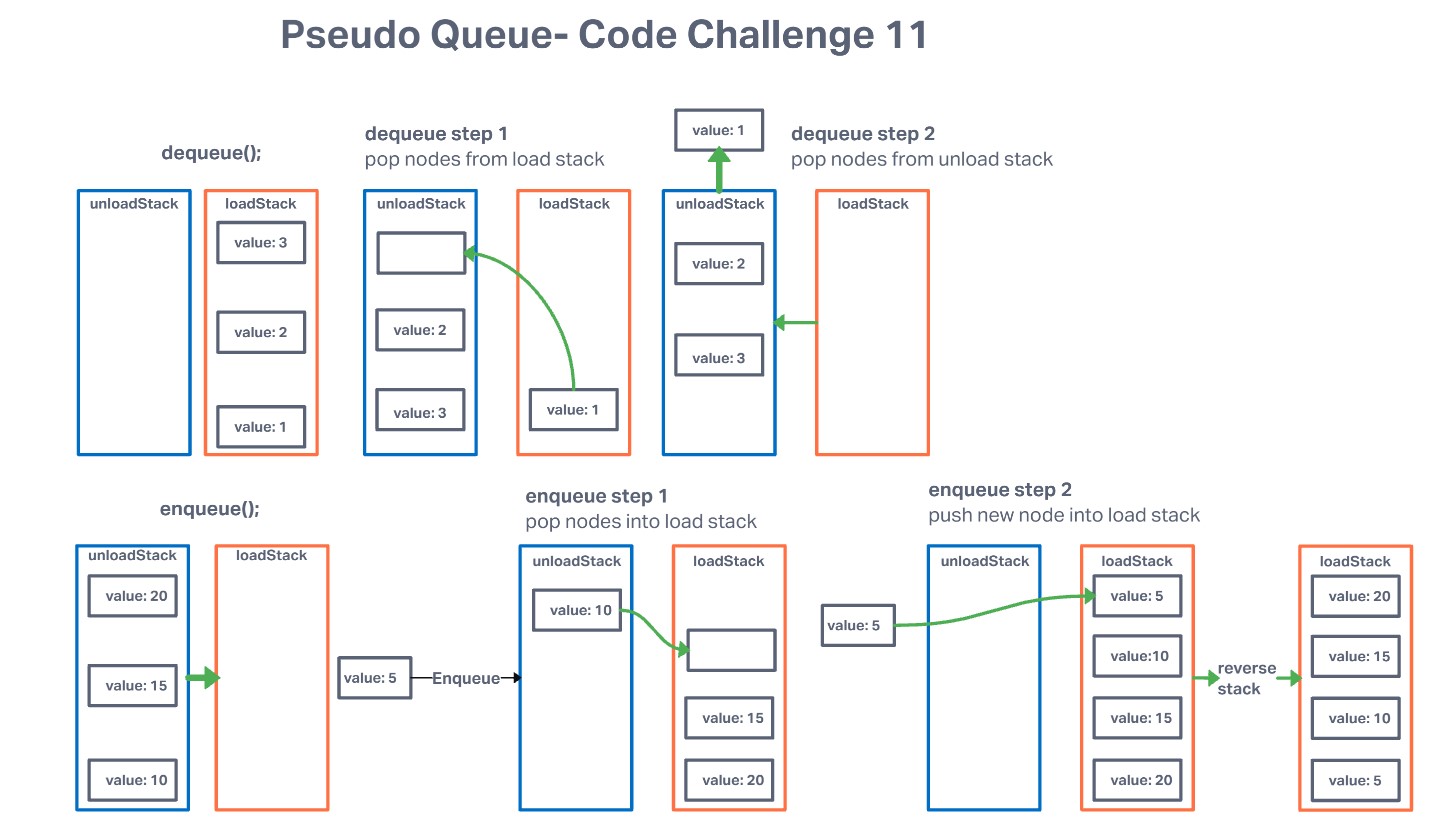 Pseudo Queue- Code Challenge 11
dequeue();
unloadStack
loadStack
value: 3
value: 2
value: 1
dequeue step 1
pop nodes from load stack
unloadStack
loadStack
value: 2
value: 3
value: 1
value: 1
dequeue step 2
pop nodes from unload stack
unloadStack
loadStack
value: 2
value: 3
enqueue();
unloadStack
loadStack
value: 20
value: 15
value: 10
value: 5
Enqueue
enqueue step 1
pop nodes into load stack
unloadStack
loadStack
value: 10
value: 15
value: 20
enqueue step 2
push new node into load stack
value: 5
unloadStack
loadStack
value: 5
value:10
value: 15
value: 20
reverse
stack
loadStack
value: 20
value: 15
value: 10
value: 5